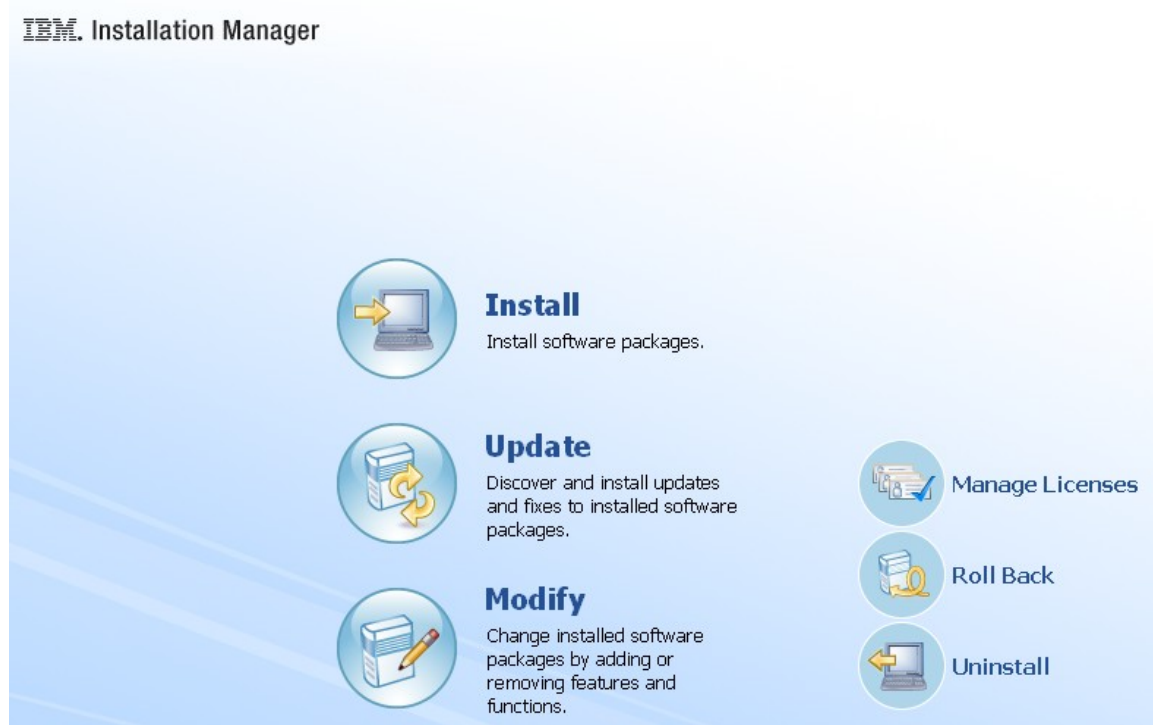 IBM. Installation Manager
Install
Install software packages.
Update
Discover and install updates
and fixes to installed software
packages.
Modify
Change installed software
packages by adding or
removing features and
functions.
Manage Licenses
Roll Back
Uninstall